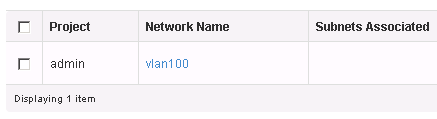 Project Network Name Subnets Associated
admin vlan100
Displaying 1 item